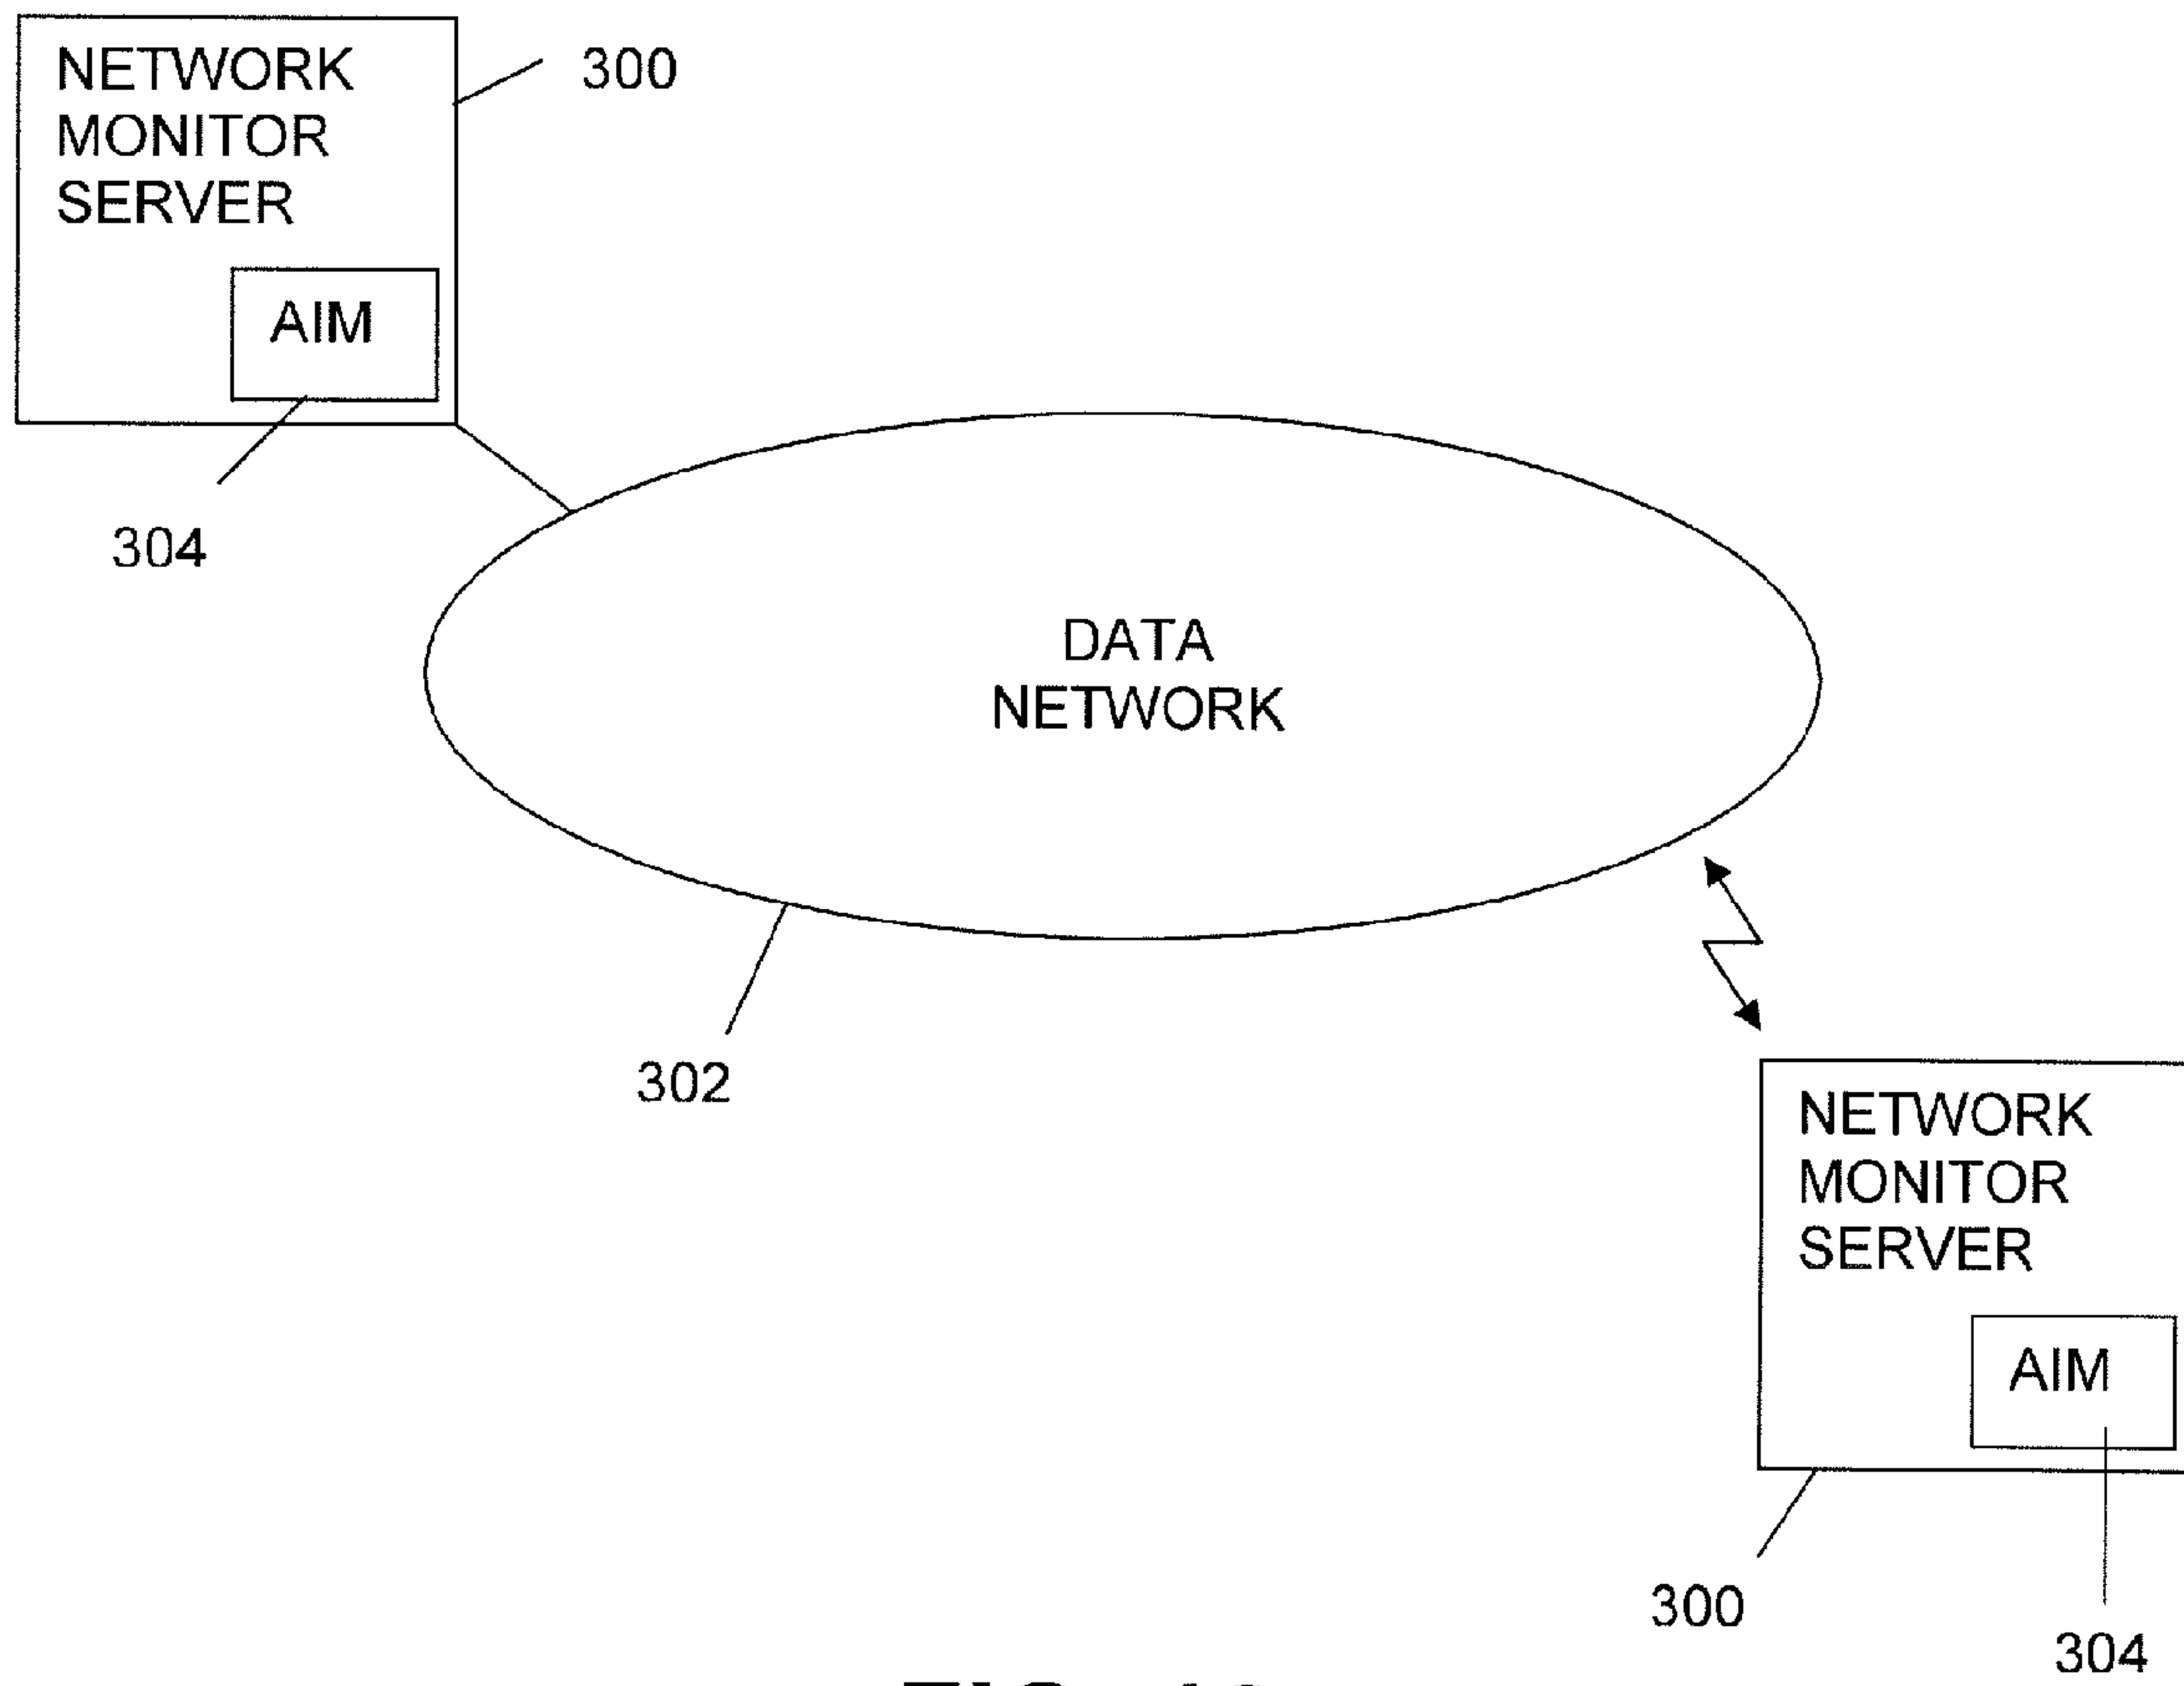 NETWORK
MONITOR
SERVER
300
AIM
304
DATA
NETWORK
302
NETWORK
MONITOR
SERVER
AIM
300
304